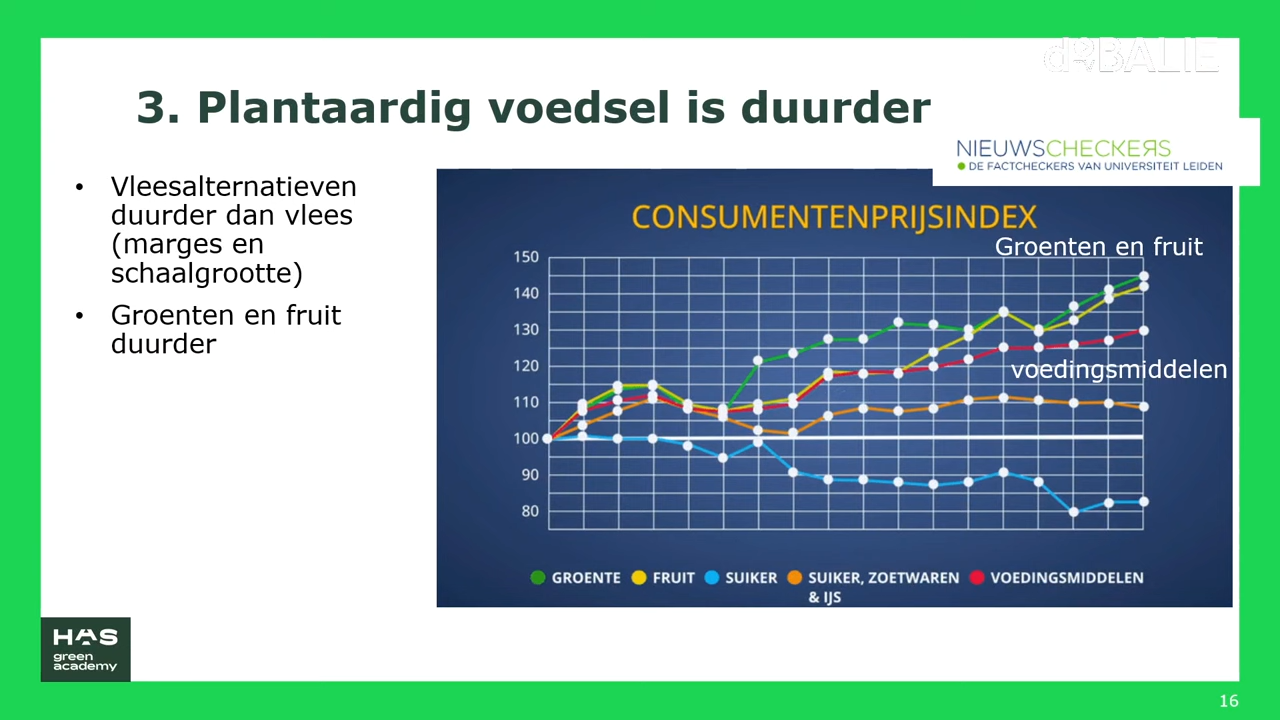 de BALIE
3. Plantaardig voedsel is duurder
NIEUWSCHECKERS
DE FACTCHECKERS VAN UNIVERSITEIT LEIDEN
• Vleesalternatieven
duurder dan vlees
(marges en
schaalgrootte)
• Groenten en fruit
duurder
CONSUMENTENPRIJSINDEX
Groenten en fruit
150
140
130
120
voedingsmiddelen
110
100
90
80
GROENTE FRUIT SUIKER SUIKER, ZOETWAREN VOEDINGSMIDDELEN
& IJS
HAS
green
academy
16